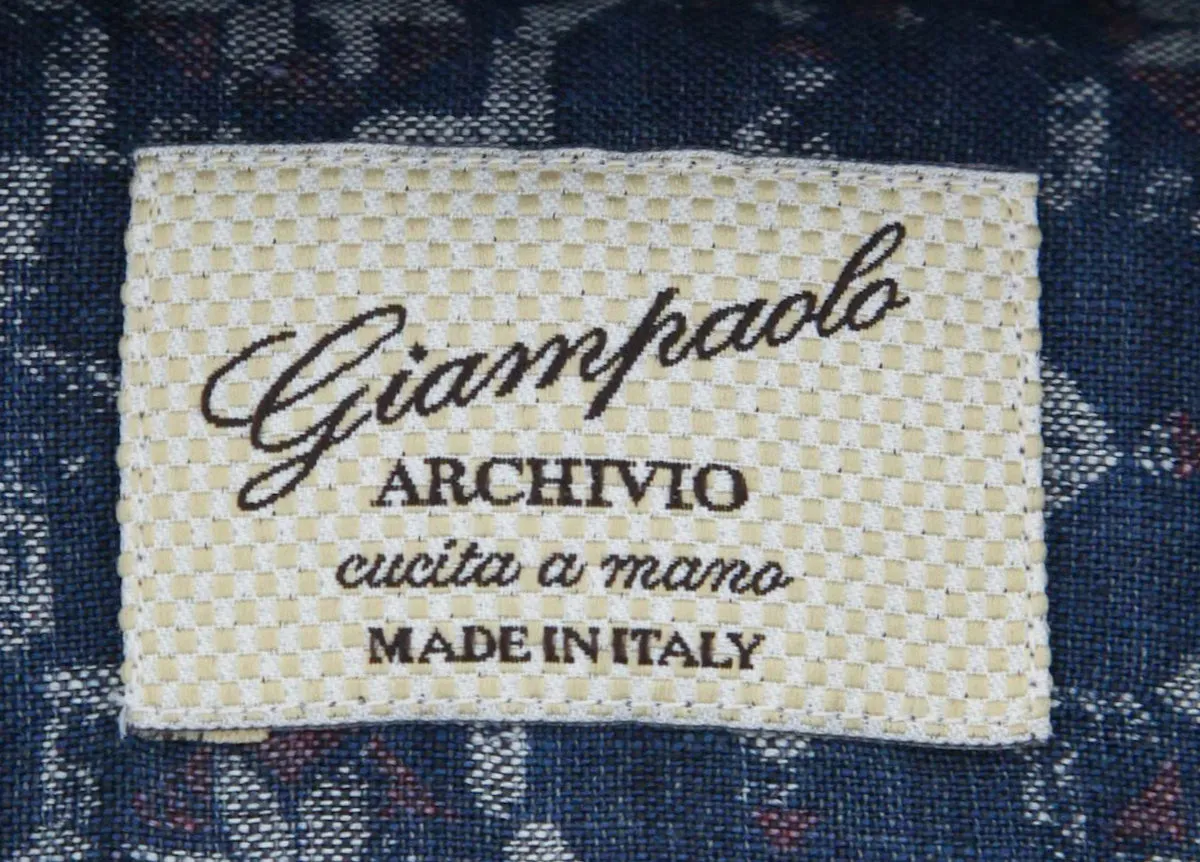 Giampaolo
ARCHIVIO
cucita a mano
MADE IN ITALY